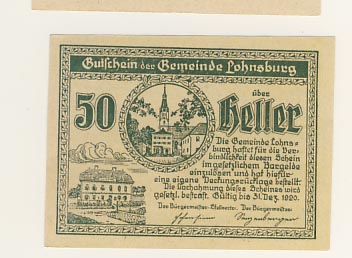 Gutschein der Gemeinde Lohnsburg
über
50 Heller
Die Gemeinde Lohns-
burg haftet für die Ver-
bindlichkeit diesen Schein
im gesetzlichem Bargelde
einzulösen und hat hiefür
eine eigene Deckungsrücklage bestellt.
Die Nachahmung dieses Scheines wird
gesetzl. bestraft. Gültig bis 31. Dez. 1920.
Der Bürgermeister-Stellvertr. Der Bürgermeister: